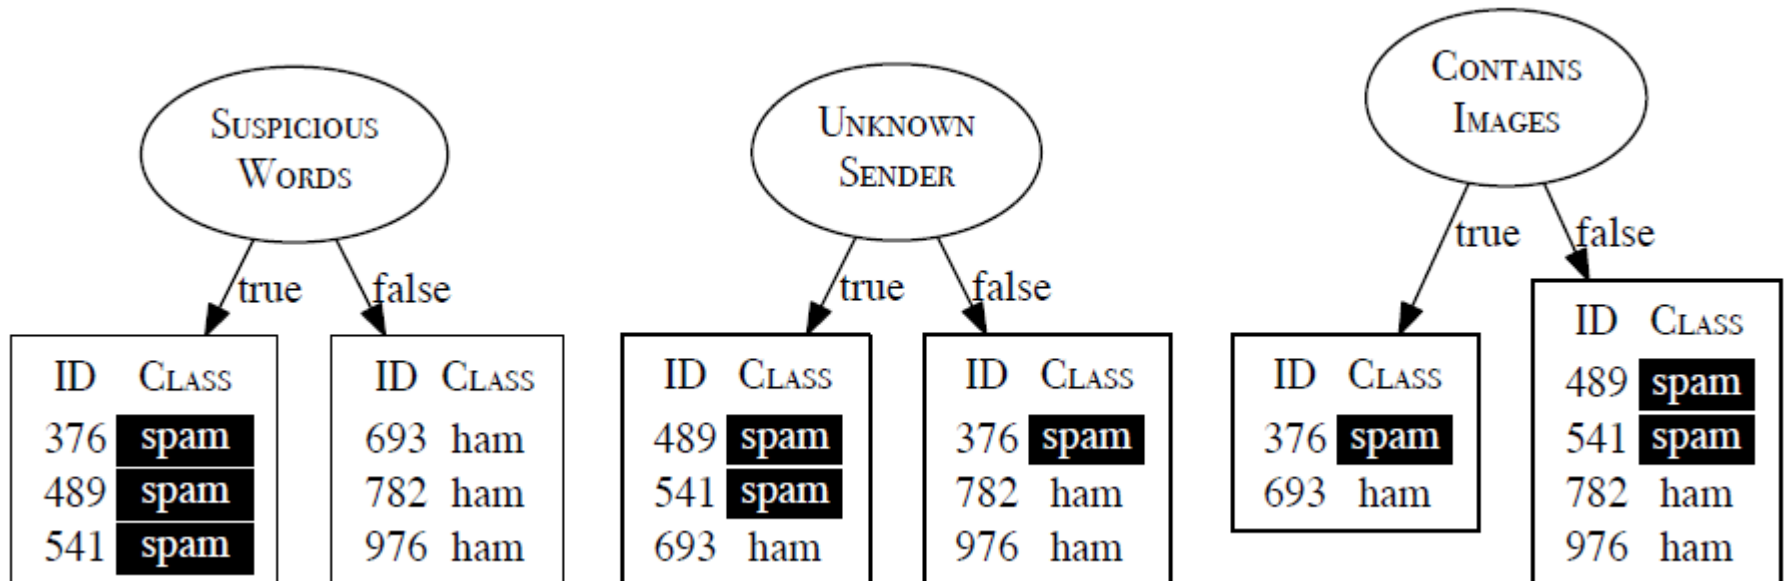 SUSPICIOUS
WORDS
true
false
ID CLASS
376 spam
489 spam
541 spam
ID CLASS
693 ham
782 ham
976 ham
UNKNOWN
SENDER
true
false
ID CLASS
489 spam
541 spam
693 ham
ID CLASS
376 spam
782 ham
976 ham
CONTAINS
IMAGES
true
false
ID CLASS
376 spam
693 ham
ID CLASS
489 spam
541 spam
782 ham
976 ham